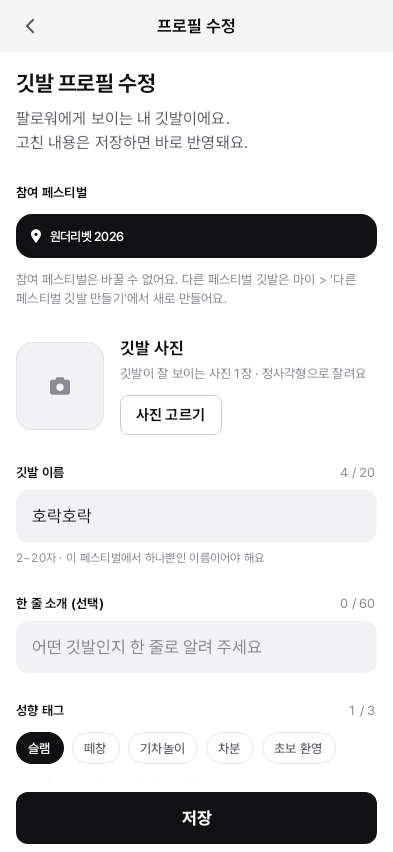 프로필 수정
깃발 프로필 수정
팔로워에게 보이는 내 깃발이에요.
고친 내용은 저장하면 바로 반영돼요.
참여 페스티벌
원더리벳 2026
참여 페스티벌은 바꿀 수 없어요. 다른 페스티벌 깃발은 마이 > '다른
페스티벌 깃발 만들기'에서 새로 만들어요.
깃발 사진
깃발이 잘 보이는 사진 1장 · 정사각형으로 잘려요
사진 고르기
깃발 이름 4 / 20
호락호락
2~20자 · 이 페스티벌에서 하나뿐인 이름이어야 해요
한 줄 소개 (선택) 0 / 60
어떤 깃발인지 한 줄로 알려 주세요
성향 태그 1 / 3
슬램 떼창 기차놀이 차분 초보 환영
저장